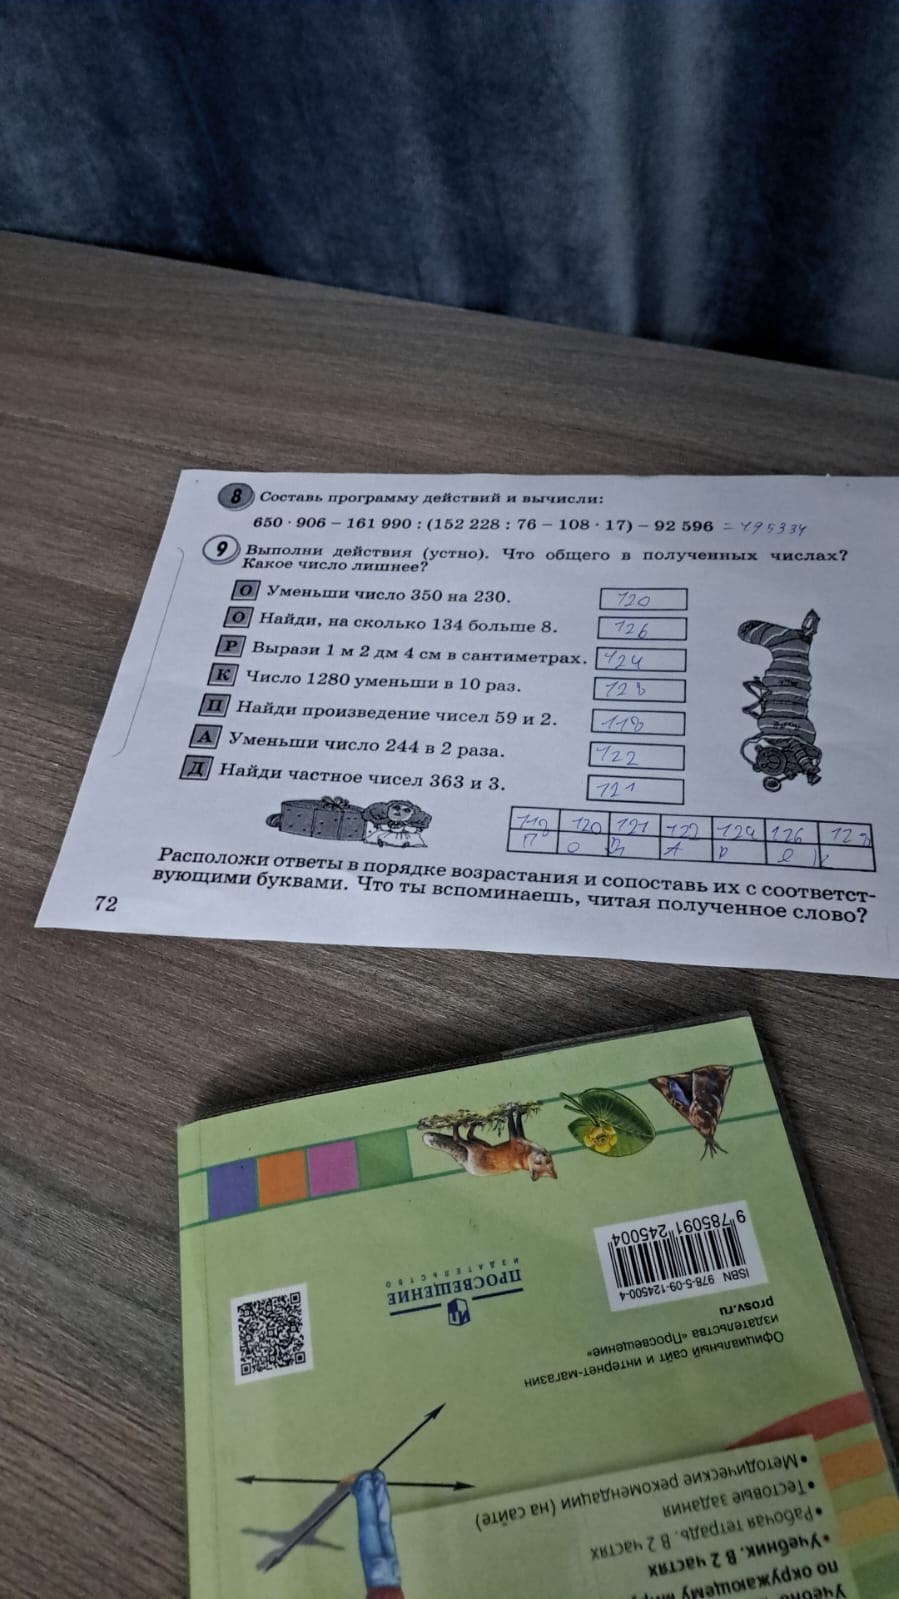 8 Составь программу действий и вычисли:
650 · 906 – 161 990 : (152 228 : 76 – 108 · 17) – 92 596 = 495334
9 Выполни действия (устно). Что общего в полученных числах?
Какое число лишнее?
О Уменьши число 350 на 230. 120
О Найди, на сколько 134 больше 8. 126
Р Вырази 1 м 2 дм 4 см в сантиметрах. 124
К Число 1280 уменьши в 10 раз. 128
П Найди произведение чисел 59 и 2. 118
А Уменьши число 244 в 2 раза. 122
Д Найди частное чисел 363 и 3. 121
118 120 121 122 124 126 128
П О Д А Р О К
Расположи ответы в порядке возрастания и сопоставь их с соответст-
вующими буквами. Что ты вспоминаешь, читая полученное слово?
72
9 785091 245004
ISBN 978-5-09-124500-4
ПРОСВЕЩЕНИЕ
ИЗДАТЕЛЬСТВО
Официальный сайт и интернет-магазин
издательства «Просвещение»
prosv.ru
по окружающему
• Учебник. В 2 частях
• Рабочая тетрадь. В 2 частях
• Тестовые задания
• Методические рекомендации (на сайте)